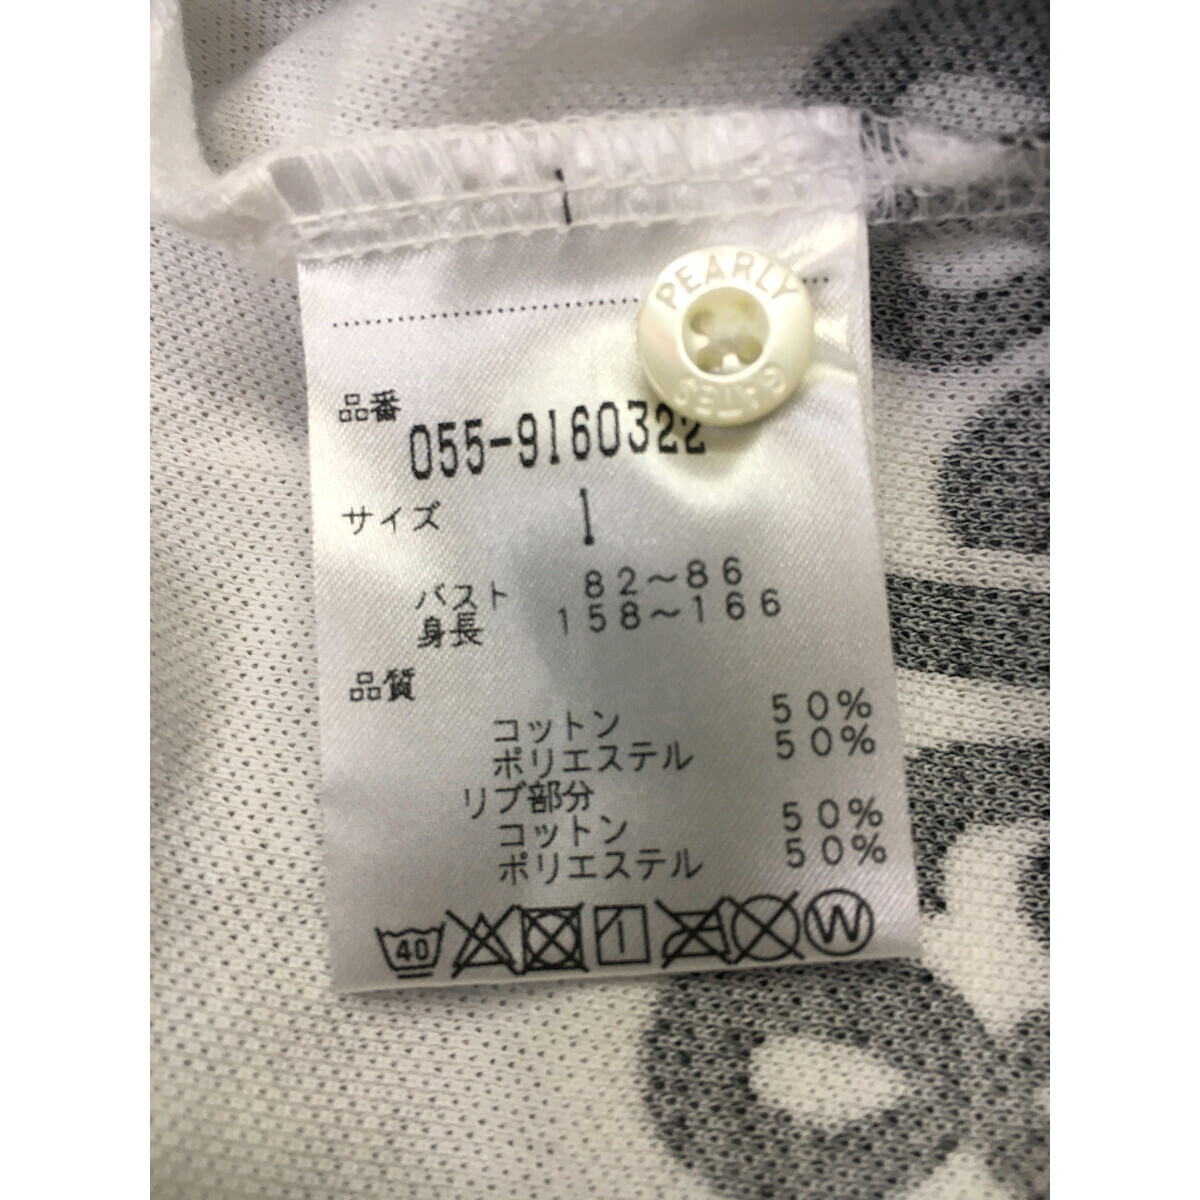 PEARLY
GATES
品番
055-9160322
サイズ 1
バスト 82～86
身長 158～166
品質
コットン 50%
ポリエステル 50%
リブ部分
コットン 50%
ポリエステル 50%
40 W